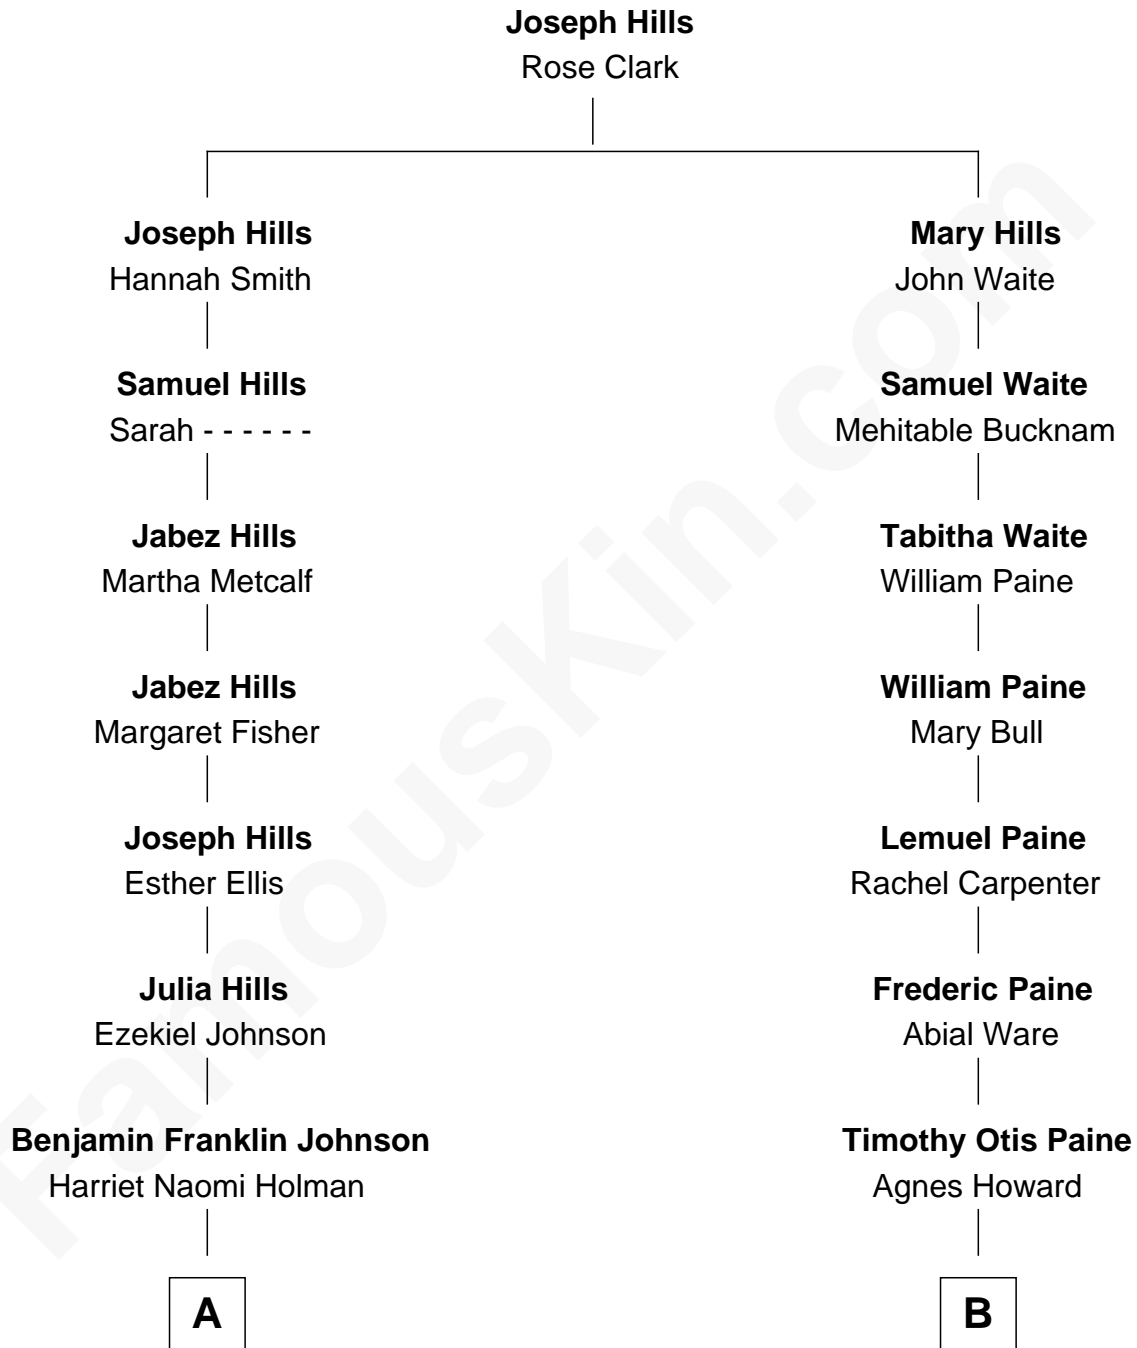 Joseph Hills
Rose Clark
Joseph Hills
Hannah Smith
Mary Hills
John Waite
Samuel Hills
Sarah - - - - - -
Samuel Waite
Mehitable Bucknam
Jabez Hills
Martha Metcalf
Tabitha Waite
William Paine
Jabez Hills
Margaret Fisher
William Paine
Mary Bull
Joseph Hills
Esther Ellis
Lemuel Paine
Rachel Carpenter
Julia Hills
Ezekiel Johnson
Frederic Paine
Abial Ware
Benjamin Franklin Johnson
Harriet Naomi Holman
Timothy Otis Paine
Agnes Howard
A
B
FamousKin.com